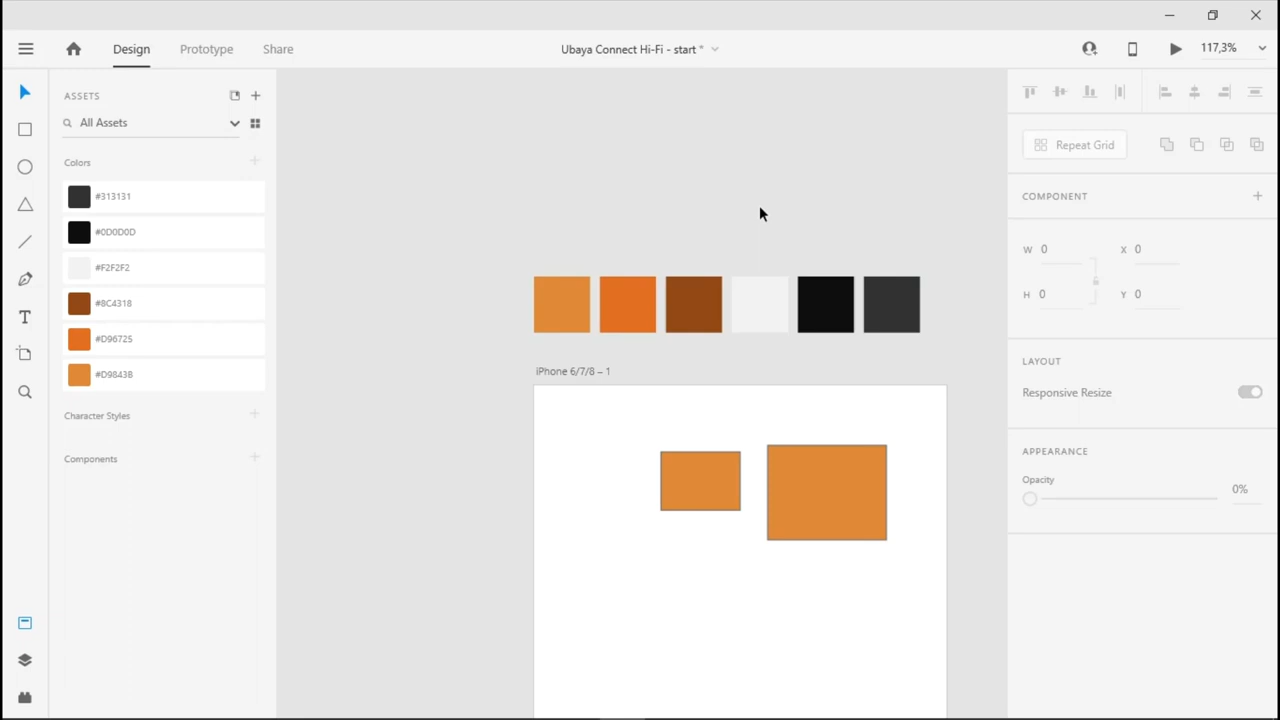 Design
Prototype
Share
Ubaya Connect Hi-Fi - start *
117,3%
ASSETS
All Assets
Colors
#313131
#0D0D0D
#F2F2F2
#8C4318
#D96725
#D9843B
Character Styles
Components
iPhone 6/7/8 – 1
Repeat Grid
COMPONENT
W 0
X 0
H 0
Y 0
LAYOUT
Responsive Resize
APPEARANCE
Opacity
0%